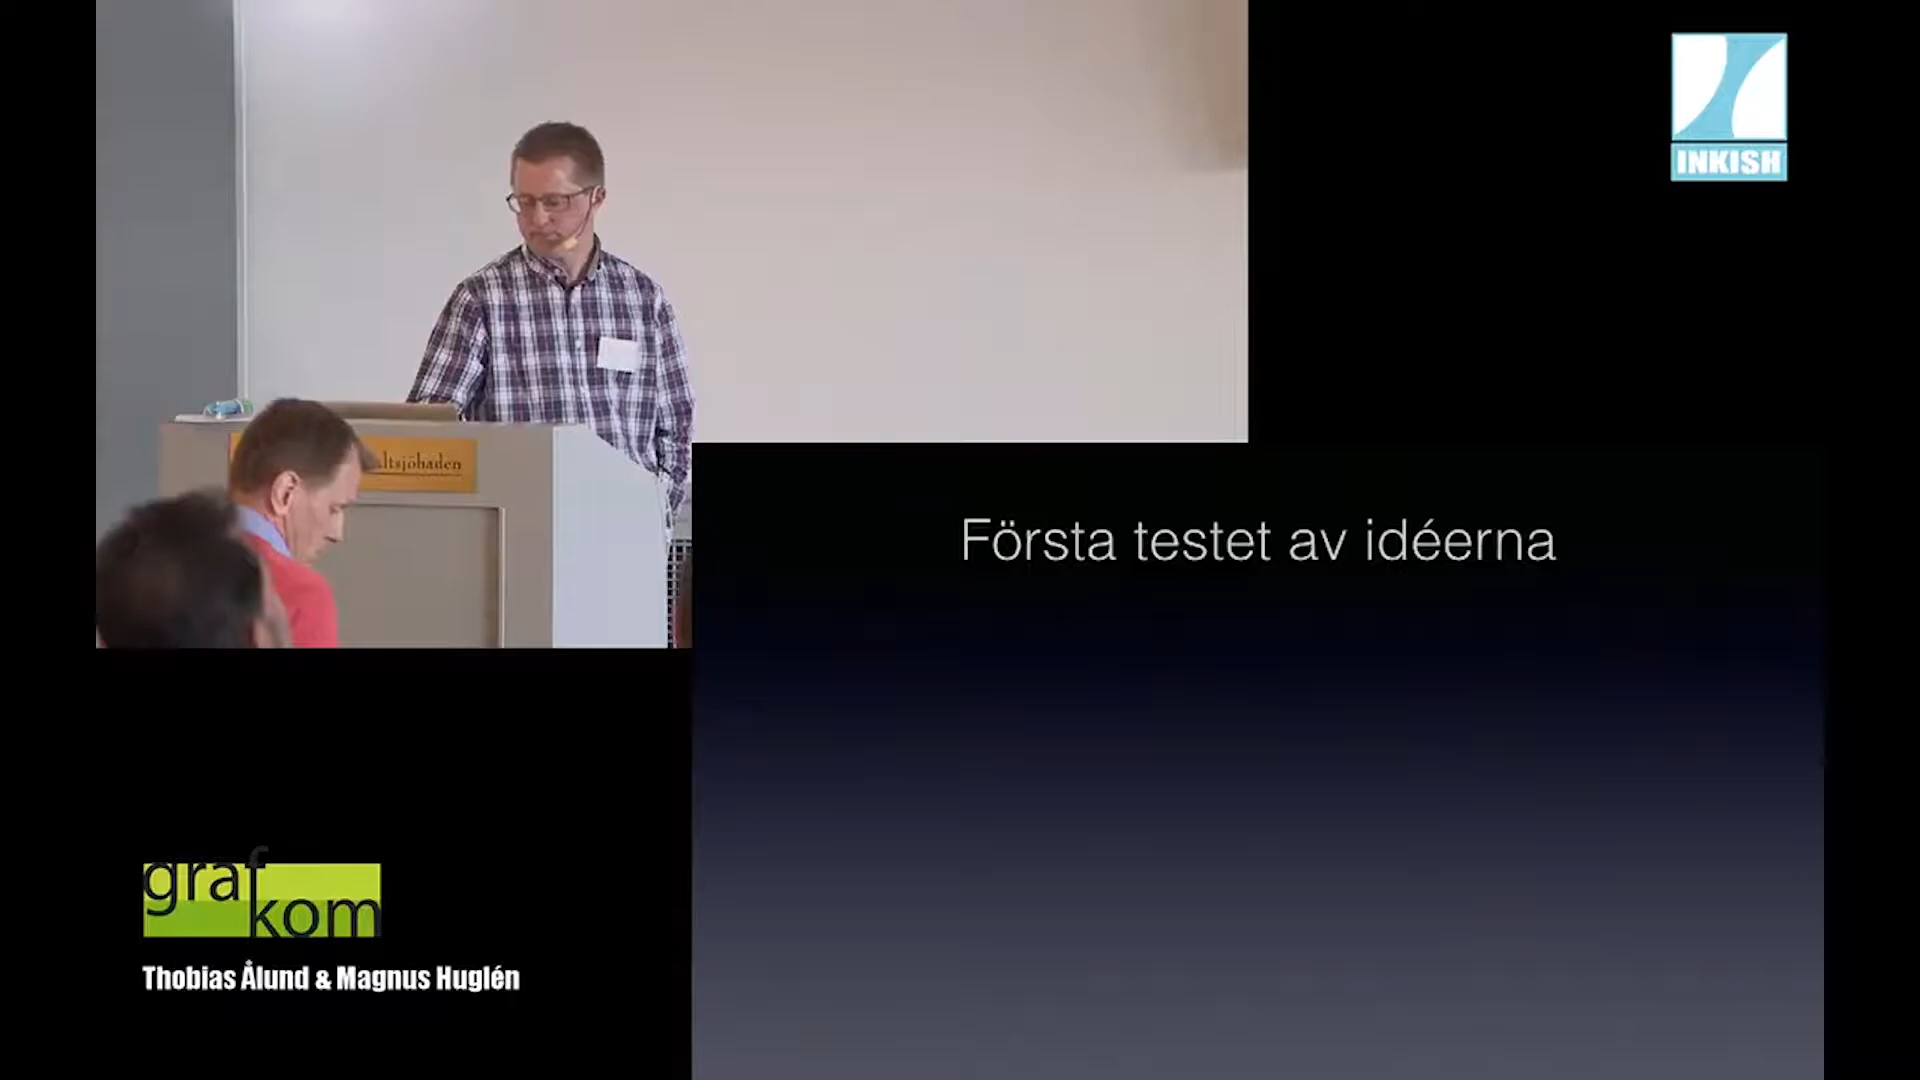 INKISH
Första testet av idéerna
graf
kom
Thobias Ålund & Magnus Huglén